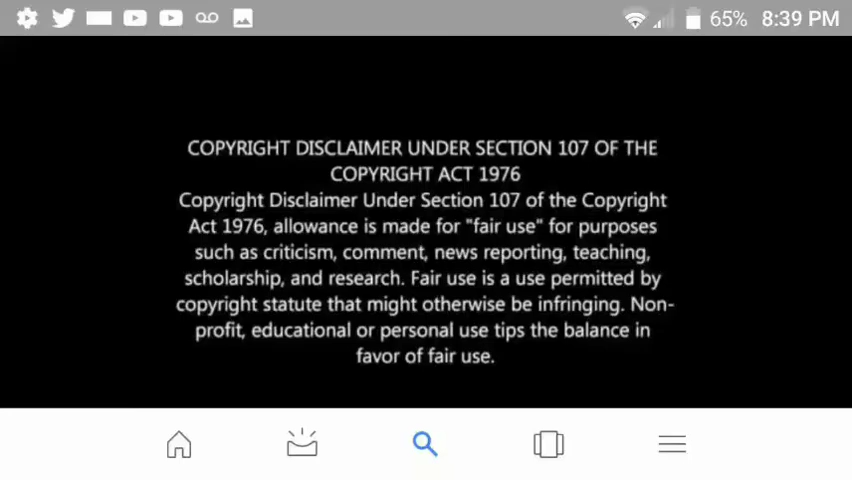 65% 8:39 PM
COPYRIGHT DISCLAIMER UNDER SECTION 107 OF THE
COPYRIGHT ACT 1976
Copyright Disclaimer Under Section 107 of the Copyright
Act 1976, allowance is made for "fair use" for purposes
such as criticism, comment, news reporting, teaching,
scholarship, and research. Fair use is a use permitted by
copyright statute that might otherwise be infringing. Non-
profit, educational or personal use tips the balance in
favor of fair use.